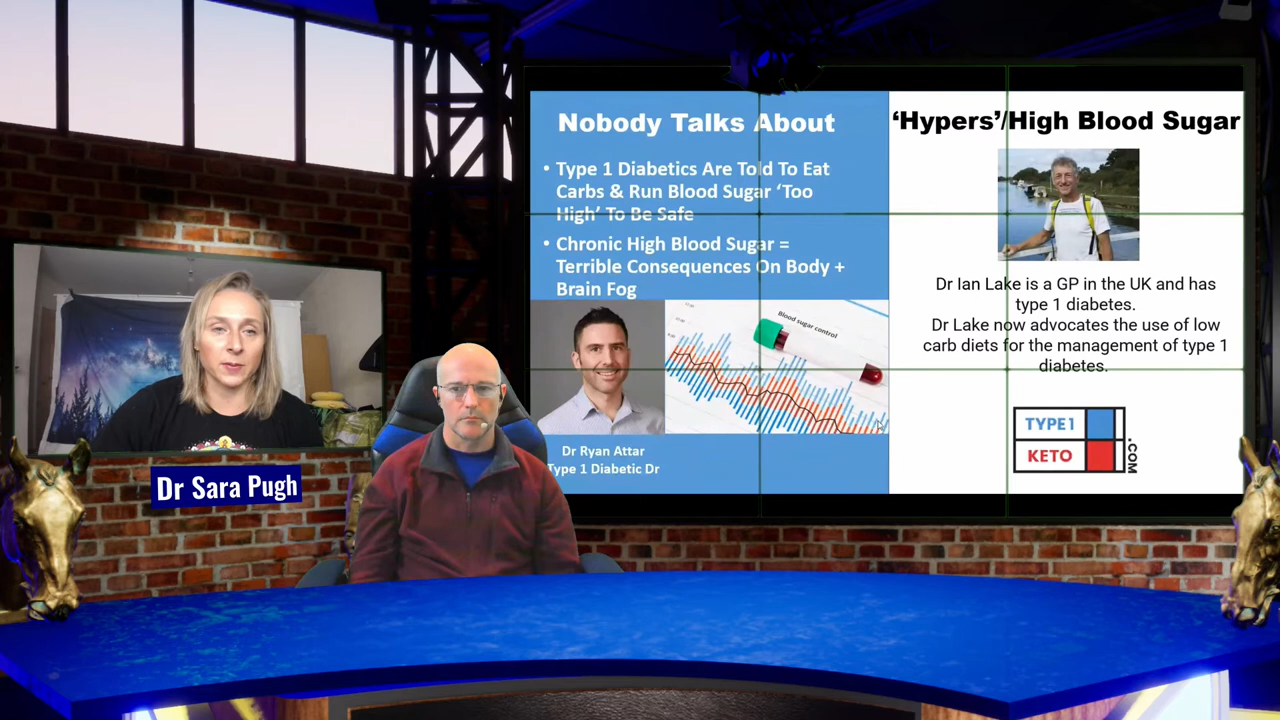 Nobody Talks About
• Type 1 Diabetics Are Told To Eat
Carbs & Run Blood Sugar ‘Too
High’ To Be Safe
• Chronic High Blood Sugar =
Terrible Consequences On Body +
Brain Fog
Blood sugar control
Dr Ryan Attar
Type 1 Diabetic Dr
‘Hypers’/High Blood Sugar
Dr Ian Lake is a GP in the UK and has
type 1 diabetes.
Dr Lake now advocates the use of low
carb diets for the management of type 1
diabetes.
TYPE1
KETO
.COM
Dr Sara Pugh